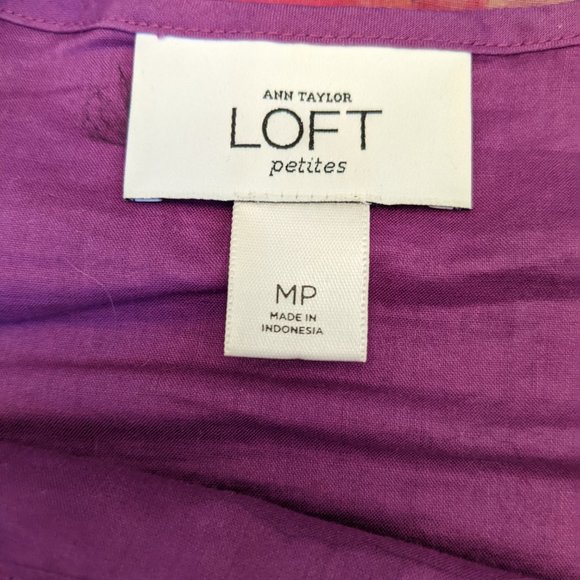 ANN TAYLOR
LOFT
petites
MP
MADE IN
INDONESIA